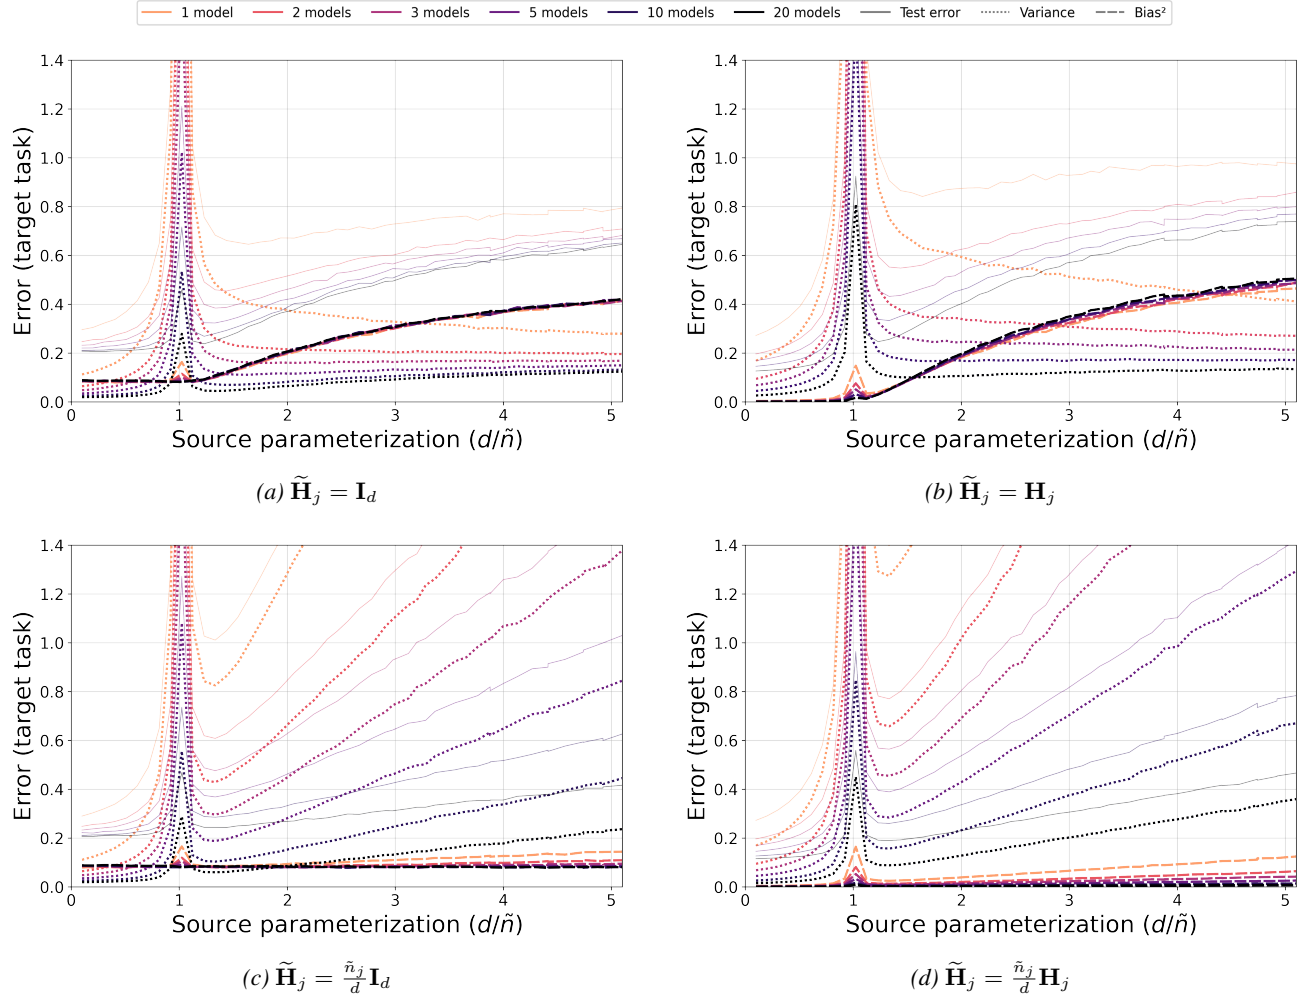 1 model 2 models 3 models 5 models 10 models 20 models Test error Variance Bias²
1.4 1.2 1.0 0.8 0.6 0.4 0.2 0.0
Error (target task)
0 1 2 3 4 5
Source parameterization (d/ñ)
(a) H̃ⱼ = I_d
1.4 1.2 1.0 0.8 0.6 0.4 0.2 0.0
Error (target task)
0 1 2 3 4 5
Source parameterization (d/ñ)
(b) H̃ⱼ = Hⱼ
1.4 1.2 1.0 0.8 0.6 0.4 0.2 0.0
Error (target task)
0 1 2 3 4 5
Source parameterization (d/ñ)
(c) H̃ⱼ = ñⱼ/d I_d
1.4 1.2 1.0 0.8 0.6 0.4 0.2 0.0
Error (target task)
0 1 2 3 4 5
Source parameterization (d/ñ)
(d) H̃ⱼ = ñⱼ/d Hⱼ